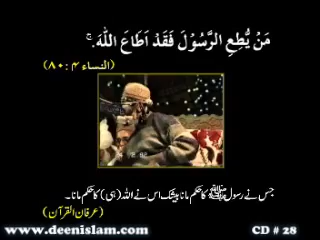 مَنْ يُّطِعِ الرَّسُوْلَ فَقَدْ اَطَاعَ اللّٰهَ ۚ
(النساء ۴ : ۸۰)
جس نے رسول ﷺ کا حکم مانا بیشک اس نے اللہ (ہی) کا حکم مانا۔
(عرفان القرآن)
www.deenislam.com
CD # 28